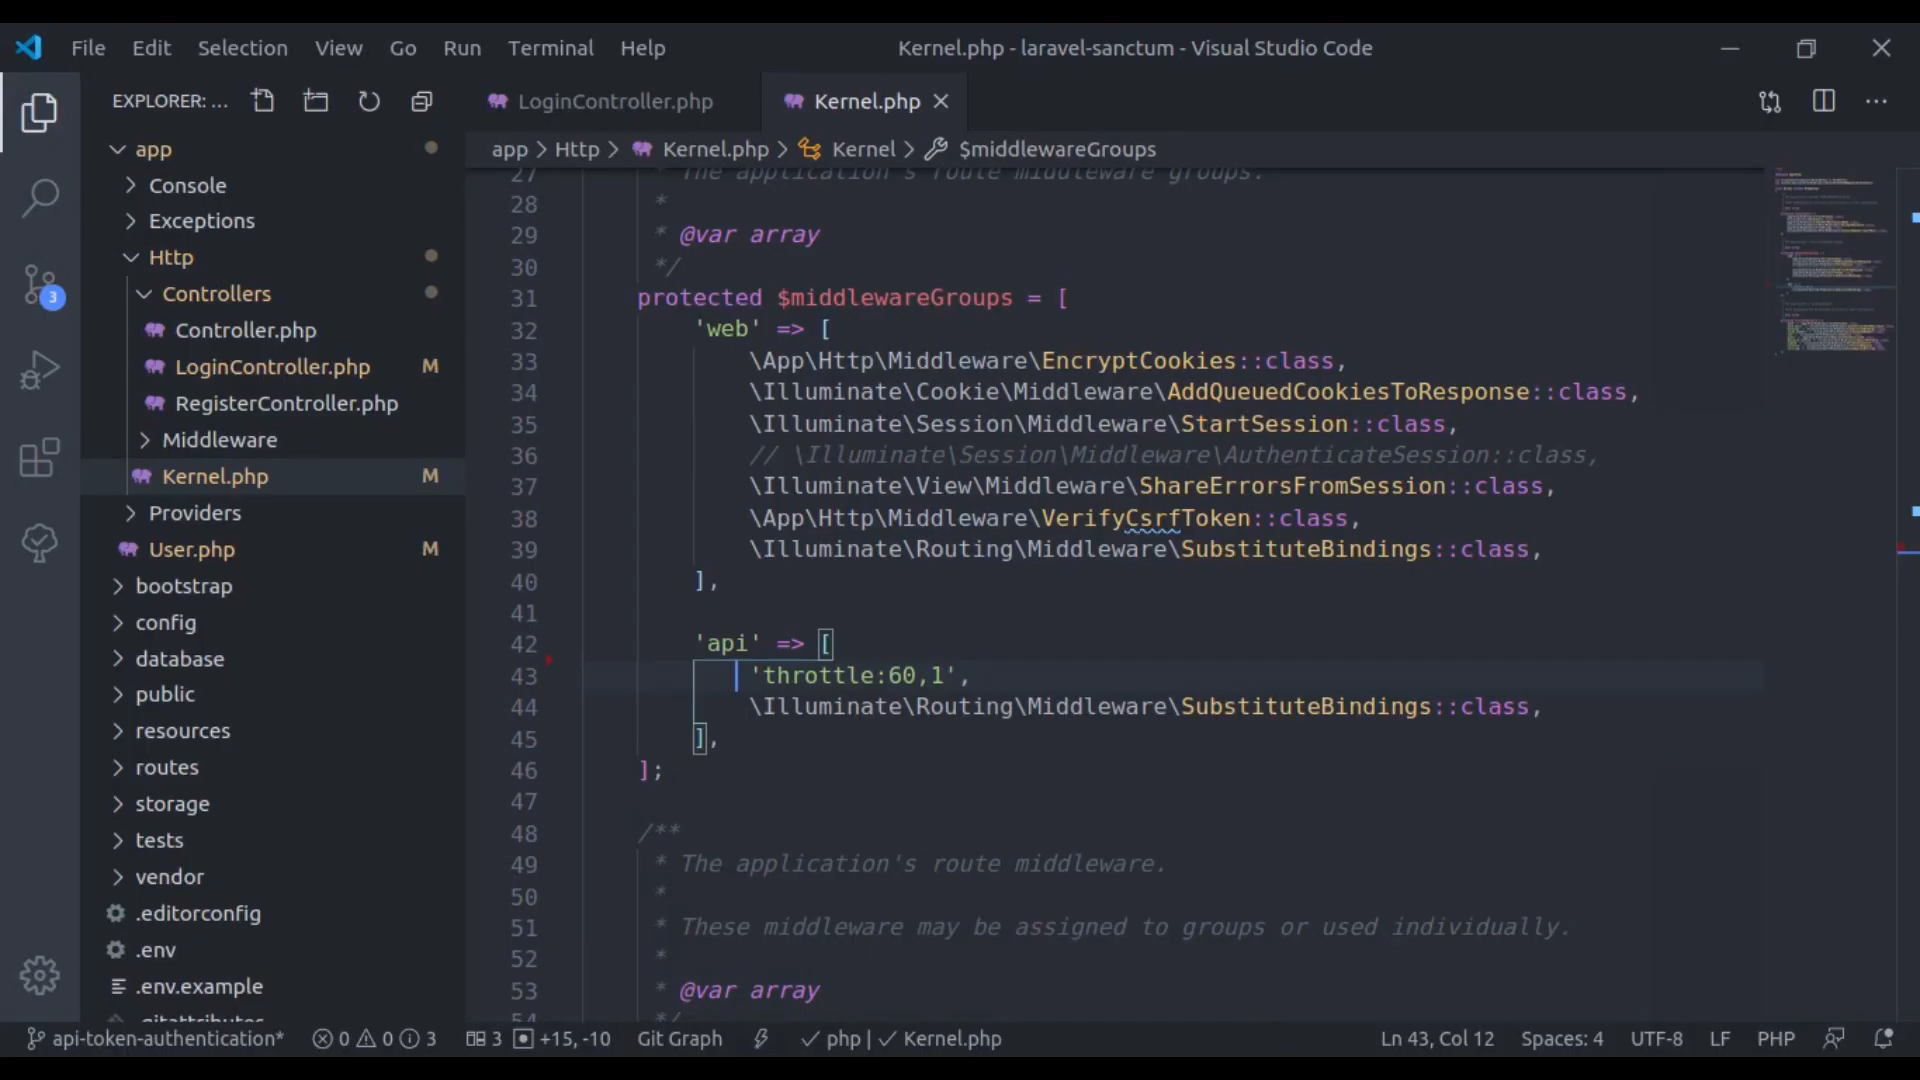 File Edit Selection View Go Run Terminal Help
Kernel.php - laravel-sanctum - Visual Studio Code
EXPLORER: ...
LoginController.php
Kernel.php
app > Http > Kernel.php > Kernel > $middlewareGroups
app
Console
Exceptions
Http
Controllers
Controller.php
LoginController.php M
RegisterController.php
Middleware
Kernel.php M
Providers
User.php M
bootstrap
config
database
public
resources
routes
storage
tests
vendor
.editorconfig
.env
.env.example
.gitattributes
3
27 * The application's route middleware groups.
28 *
29 * @var array
30 */
31 protected $middlewareGroups = [
32 'web' => [
33 \App\Http\Middleware\EncryptCookies::class,
34 \Illuminate\Cookie\Middleware\AddQueuedCookiesToResponse::class,
35 \Illuminate\Session\Middleware\StartSession::class,
36 // \Illuminate\Session\Middleware\AuthenticateSession::class,
37 \Illuminate\View\Middleware\ShareErrorsFromSession::class,
38 \App\Http\Middleware\VerifyCsrfToken::class,
39 \Illuminate\Routing\Middleware\SubstituteBindings::class,
40 ],
41
42 'api' => [
43 'throttle:60,1',
44 \Illuminate\Routing\Middleware\SubstituteBindings::class,
45 ],
46 ];
47
48 /**
49 * The application's route middleware.
50 *
51 * These middleware may be assigned to groups or used individually.
52 *
53 * @var array
54 */
api-token-authentication* 0 0 3 3 +15, -10 Git Graph php | Kernel.php Ln 43, Col 12 Spaces: 4 UTF-8 LF PHP